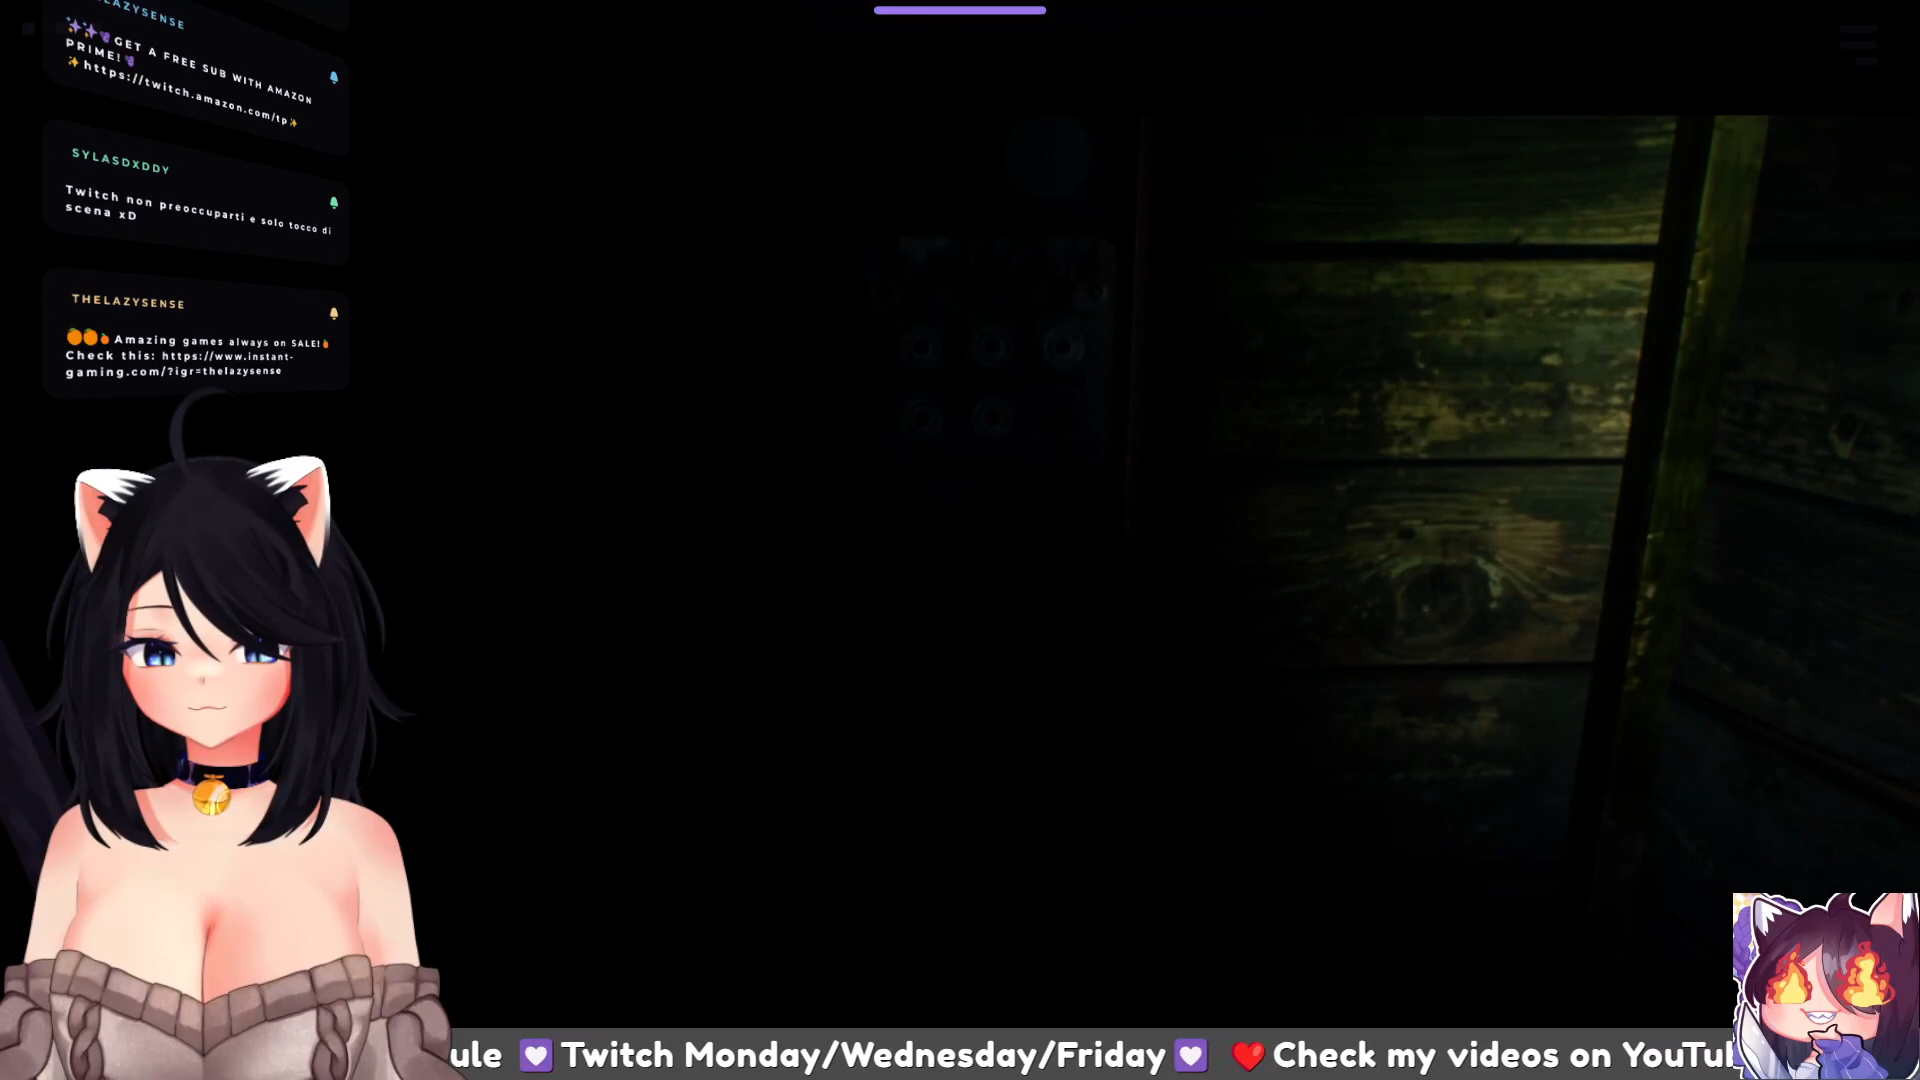 AZYSENSE
✨✨💜GET A FREE SUB WITH AMAZON
PRIME!💜
✨https://twitch.amazon.com/tp✨
SYLASDXDDY
Twitch non preoccuparti e solo tocco di
scena xD
THELAZYSENSE
🍊🍊🍊Amazing games always on SALE!🍊
Check this: https://www.instant-
gaming.com/?igr=thelazysense
ule 💜 Twitch Monday/Wednesday/Friday 💜 ❤️ Check my videos on YouTu